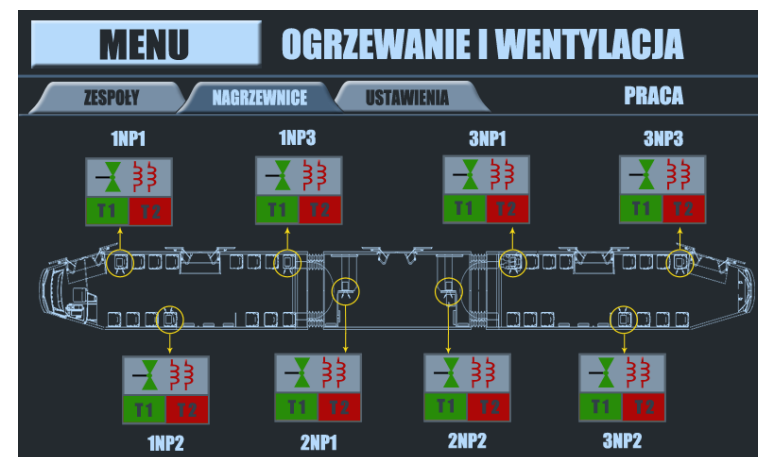 MENU OGRZEWANIE I WENTYLACJA
ZESPOŁY NAGRZEWNICE USTAWIENIA PRACA
1NP1 1NP3 3NP1 3NP3
T1 T2 T1 T2 T1 T2 T1 T2
T1 T2 T1 T2 T1 T2 T1 T2
1NP2 2NP1 2NP2 3NP2